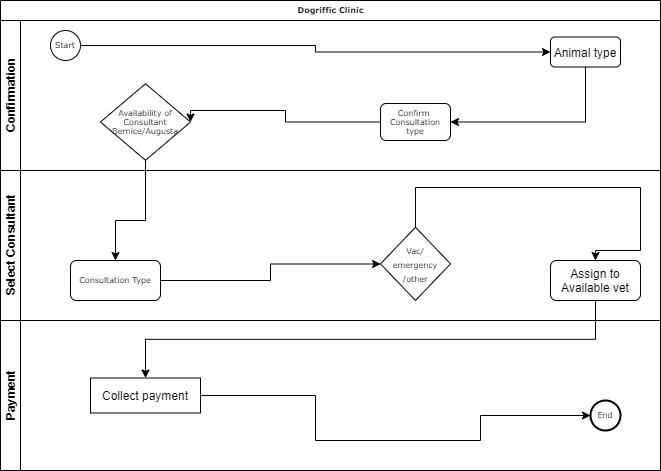 Dogriffic Clinic
Confirmation
Start
Animal type
Availability of
Consultant
Bernice/Augusta
Confirm
Consultation
type
Select Consultant
Consultation Type
Vac/
emergency
/other
Assign to
Available vet
Payment
Collect payment
End